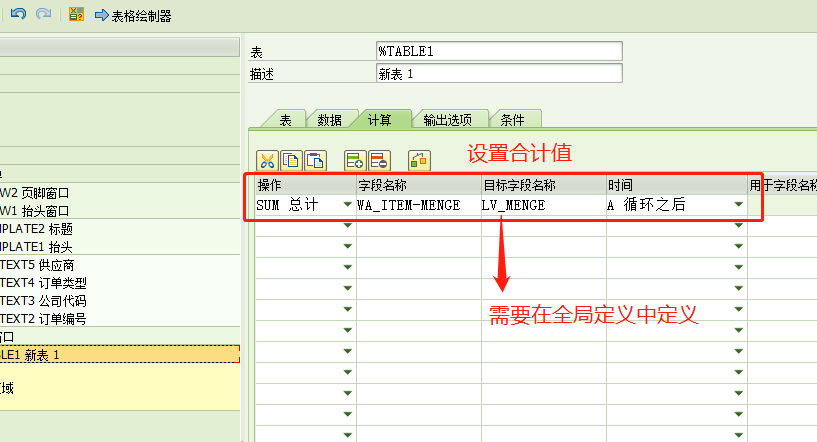 表格绘制器
表
%TABLE1
描述
新表 1
表 数据 计算 输出选项 条件
设置合计值
操作 字段名称 目标字段名称 时间 用于字段名称
SUM 总计 WA_ITEM-MENGE LV_MENGE A 循环之后
需要在全局定义中定义
W2 页脚窗口
W1 抬头窗口
MPLATE2 标题
MPLATE1 抬头
TEXT5 供应商
TEXT4 订单类型
TEXT3 公司代码
TEXT2 订单编号
窗口
BLE1 新表 1
区域